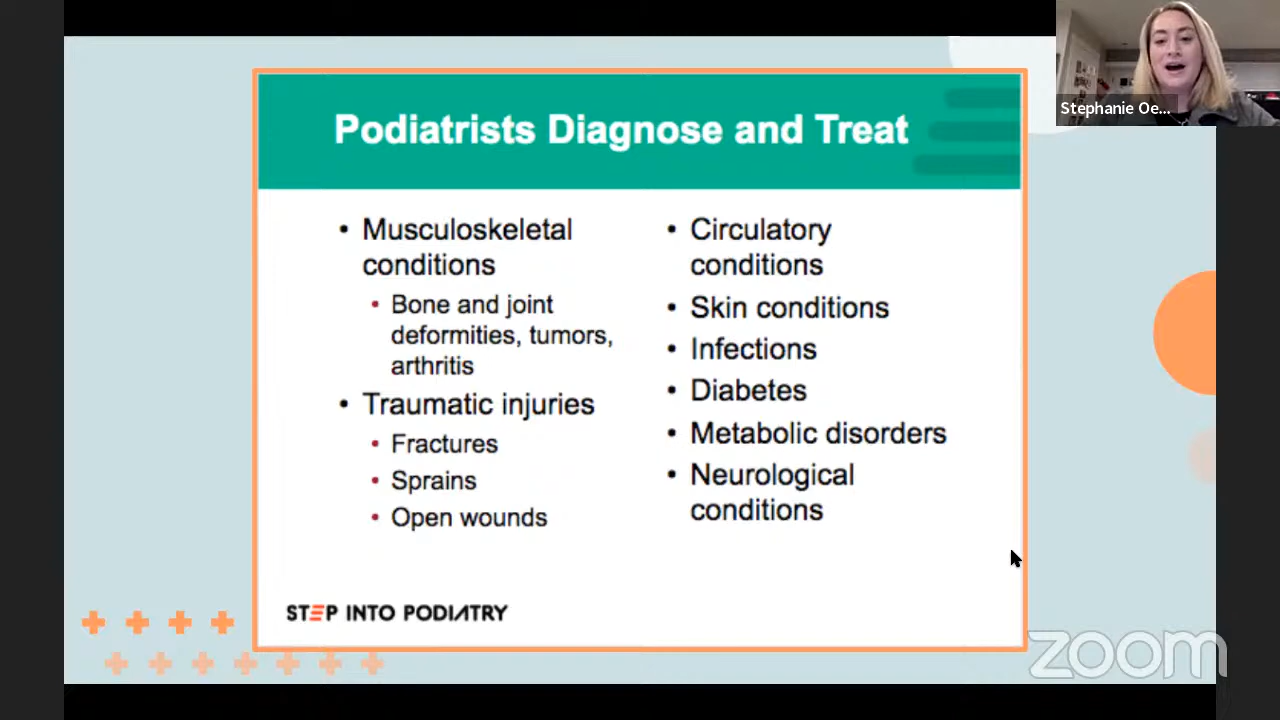 Stephanie Oe...
Podiatrists Diagnose and Treat
• Musculoskeletal
conditions
• Bone and joint
deformities, tumors,
arthritis
• Traumatic injuries
• Fractures
• Sprains
• Open wounds
• Circulatory
conditions
• Skin conditions
• Infections
• Diabetes
• Metabolic disorders
• Neurological
conditions
STEP INTO PODIATRY
zoom